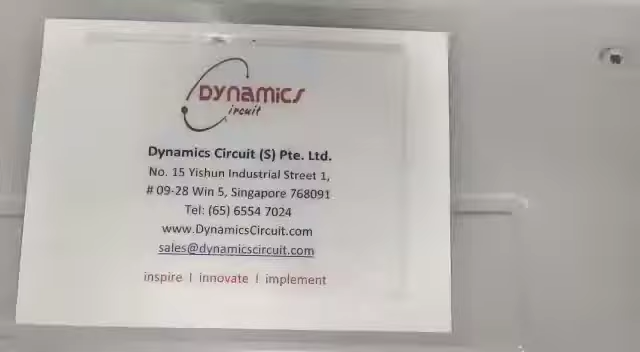 Dynamics
ircuit
Dynamics Circuit (S) Pte. Ltd.
No. 15 Yishun Industrial Street 1,
# 09-28 Win 5, Singapore 768091
Tel: (65) 6554 7024
www.DynamicsCircuit.com
sales@dynamicscircuit.com
inspire l innovate l implement